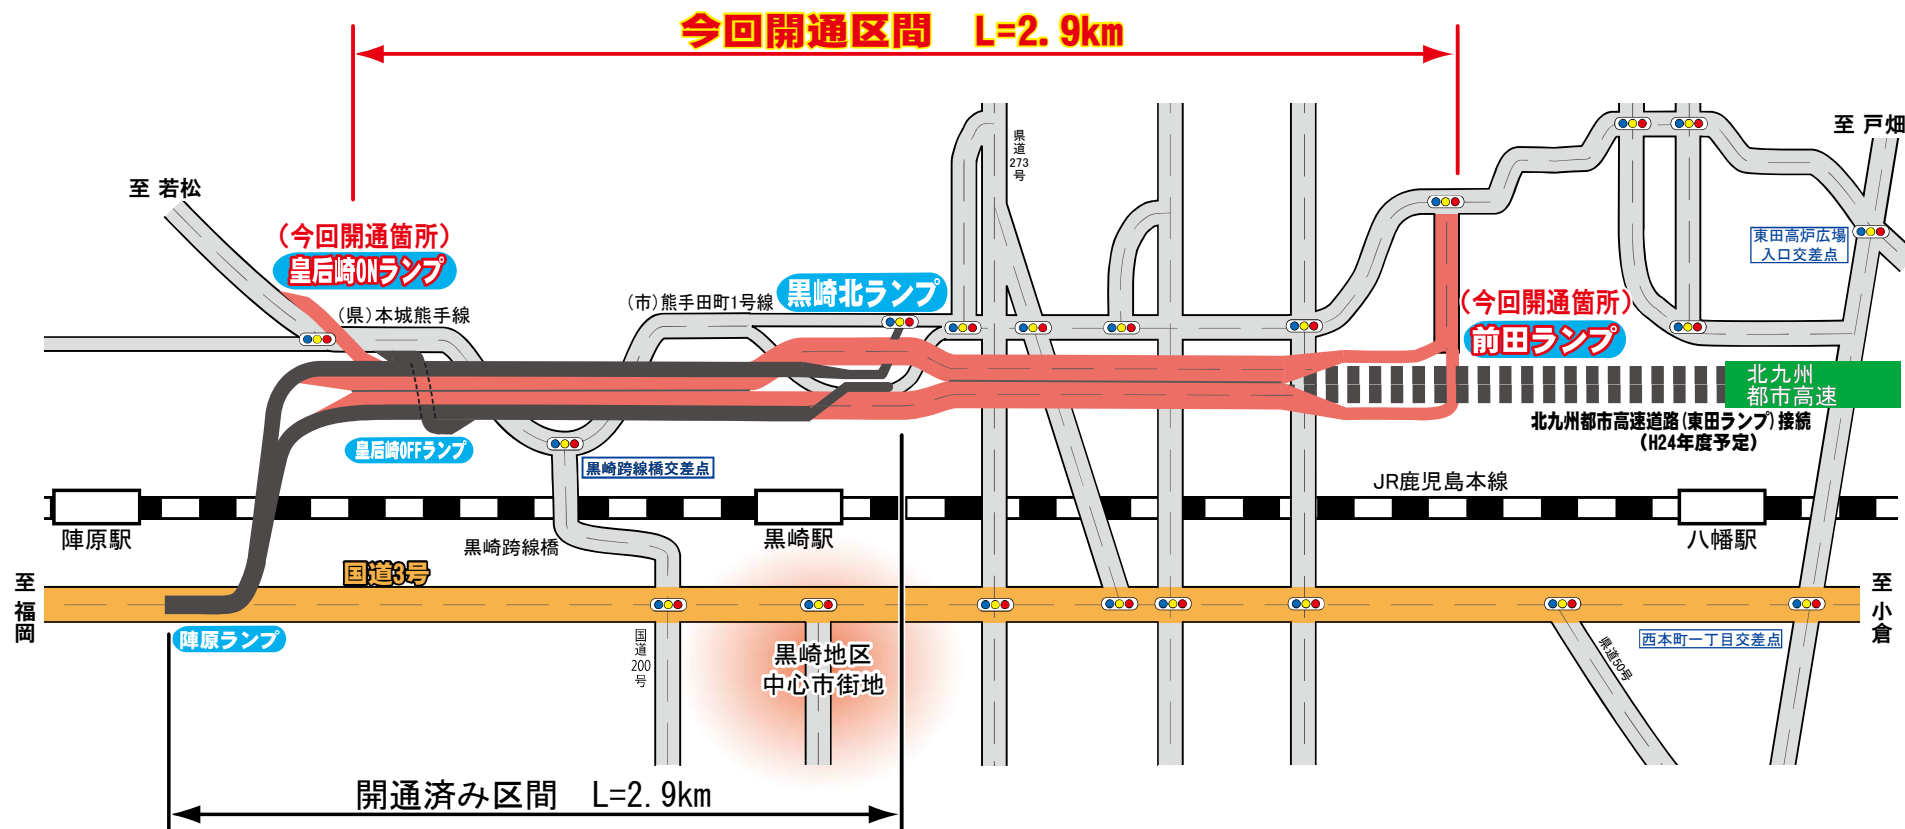 今回開通区間　L=2.9km
至 戸畑
県道273号
至 若松
(今回開通箇所)
皇后崎ONランプ
東田高炉広場
入口交差点
(県)本城熊手線
(市)熊手田町1号線
黒崎北ランプ
(今回開通箇所)
前田ランプ
北九州
都市高速
北九州都市高速道路(東田ランプ)接続
(H24年度予定)
皇后崎OFFランプ
黒崎跨線橋交差点
JR鹿児島本線
陣原駅
黒崎跨線橋
黒崎駅
八幡駅
国道3号
至 福岡
至 小倉
陣原ランプ
国道200号
黒崎地区
中心市街地
県道50号
西本町一丁目交差点
開通済み区間　L=2.9km